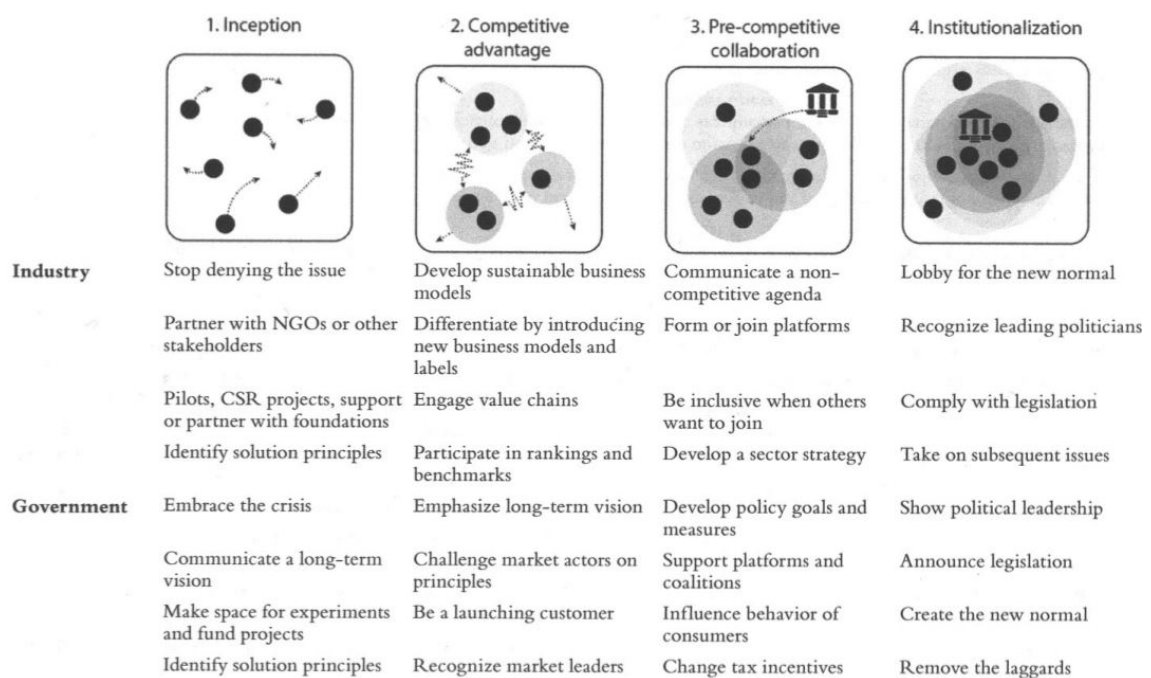 1. Inception
2. Competitive
advantage
3. Pre-competitive
collaboration
4. Institutionalization
Industry
Stop denying the issue
Develop sustainable business
models
Communicate a non-
competitive agenda
Lobby for the new normal
Partner with NGOs or other
stakeholders
Differentiate by introducing
new business models and
labels
Form or join platforms
Recognize leading politicians
Pilots, CSR projects, support
or partner with foundations
Engage value chains
Be inclusive when others
want to join
Comply with legislation
Identify solution principles
Participate in rankings and
benchmarks
Develop a sector strategy
Take on subsequent issues
Government
Embrace the crisis
Emphasize long-term vision
Develop policy goals and
measures
Show political leadership
Communicate a long-term
vision
Challenge market actors on
principles
Support platforms and
coalitions
Announce legislation
Make space for experiments
and fund projects
Be a launching customer
Influence behavior of
consumers
Create the new normal
Identify solution principles
Recognize market leaders
Change tax incentives
Remove the laggards